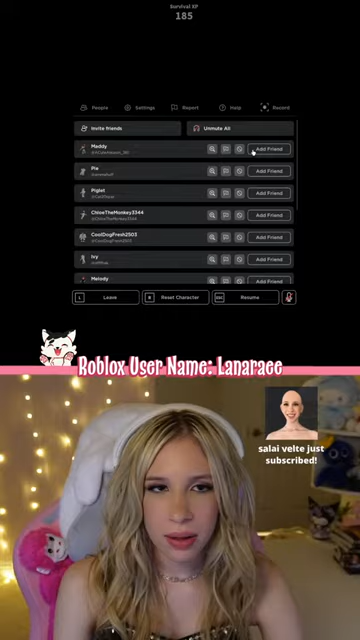 Survival XP
185
People
Settings
Report
Help
Record
Invite friends
Unmute All
Maddy
Add Friend
Pie
Add Friend
Piglet
Add Friend
ChloeTheMonkey3344
@ChloeTheMonkey3344
Add Friend
CoolDogFresh2503
@CoolDogFresh2503
Add Friend
Ivy
Add Friend
Melody
Add Friend
L Leave
R Reset Character
ESC Resume
Roblox User Name: Lanaraee
salai velte just
subscribed!